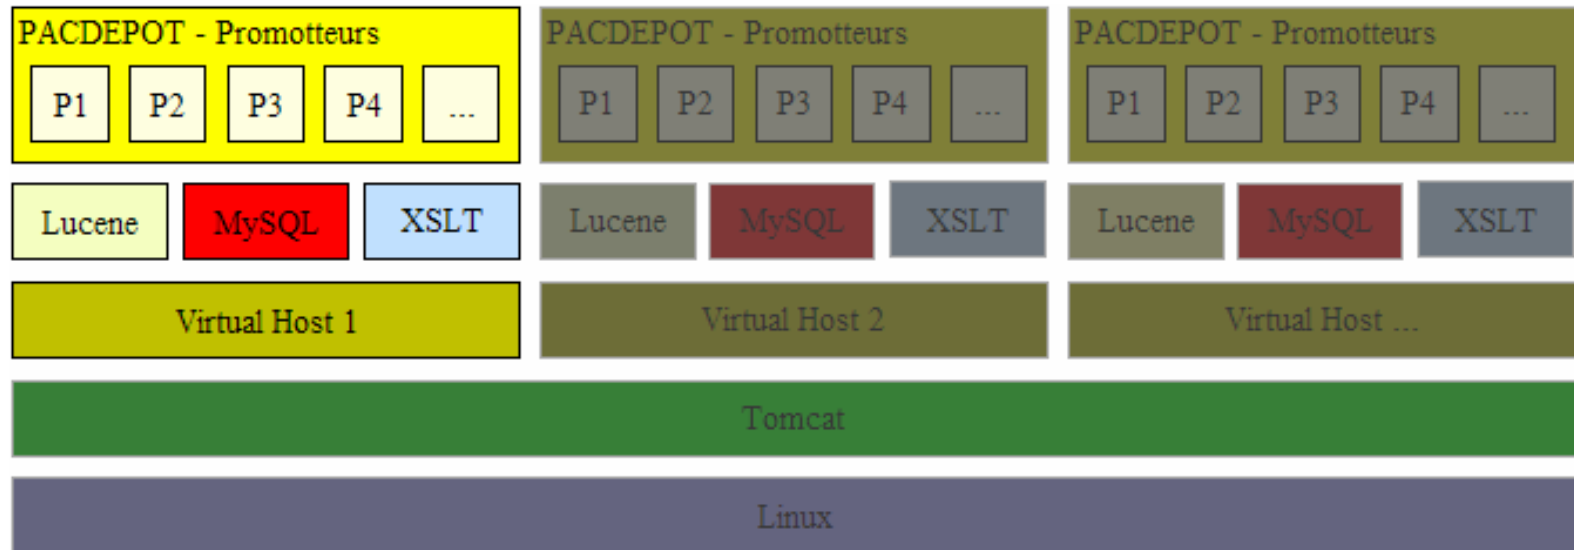 PACDEPOT - Promotteurs PACDEPOT - Promotteurs PACDEPOT - Promotteurs
P1 P2 P3 P4 ... P1 P2 P3 P4 ... P1 P2 P3 P4 ...
Lucene MySQL XSLT Lucene MySQL XSLT Lucene MySQL XSLT
Virtual Host 1 Virtual Host 2 Virtual Host ...
Tomcat
Linux